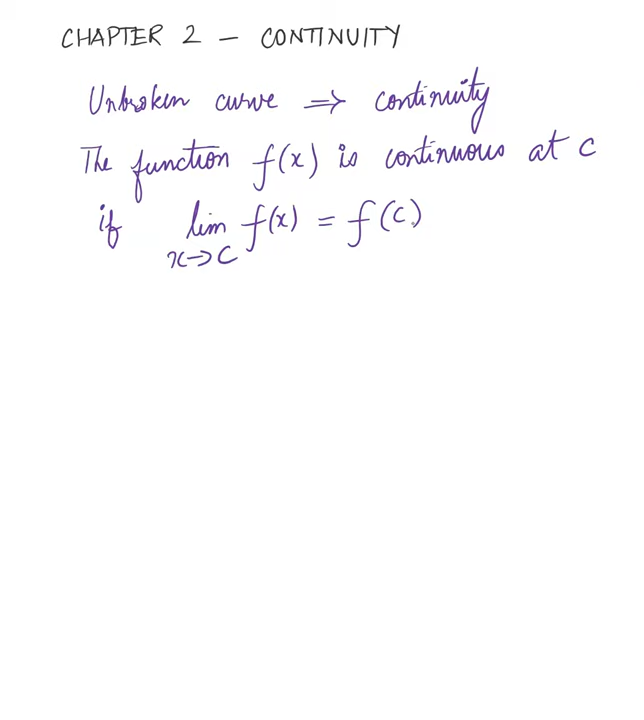 CHAPTER 2 – CONTINUITY
Unbroken curve ⇒ continuity
The function f(x) is continuous at c
if lim f(x) = f(c)
x→c